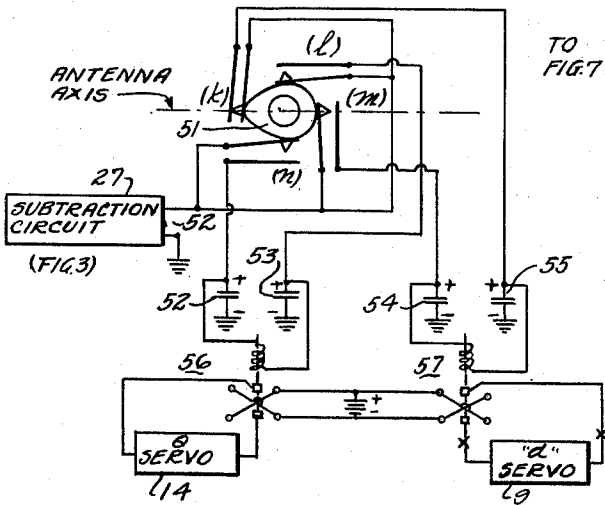 TO
FIG.7
ANTENNA
AXIS
(k)
(l)
(m)
(n)
51
27
SUBTRACTION
CIRCUIT
52
(FIG.3)
+
53
+
+
+
55
52
-
-
54
-
-
56
57
+
-
θ
SERVO
14
"d"
SERVO
9